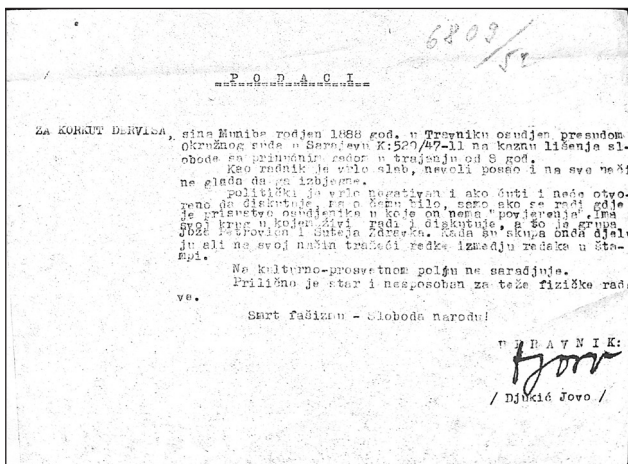 6809/52
P O D A C I
ZA KORKUT DERVIŠA, sina Muniba rodjen 1888 god. u Travniku osudjen presudom
Okružnog suda u Sarajevu K:520/47-11 na kaznu lišenja sl-
obode sa prinudnim radom u trajanju od 8 god.
Kao radnik je vrlo slab, nevoli posao i na sve nači
ne gleda da ga izbjegne.
Politički je vrlo negativan i ako ćuti i neće otvo-
reno da diskutuje, ma o čemu bilo, samo ako se radi gdje
je prisustvo osudjenika u koje on nema "povjerenja". Ima
svoj krug u kojem živi radi i diskutuje, a to je grupa
Jože Petrović i Suteja Zdravka. Kada su skupa onda djelu
ju ali na svoj način tražeći redke izmedju redaka u šta-
mpi.
Na kulturno-prosvetnom polju ne saradjuje.
Prilično je star i nesposoban za teže fizičke rad
ve.
Smrt fašizmu - Sloboda narodu!
U P R A V N I K:
/ Djukić Jovo /